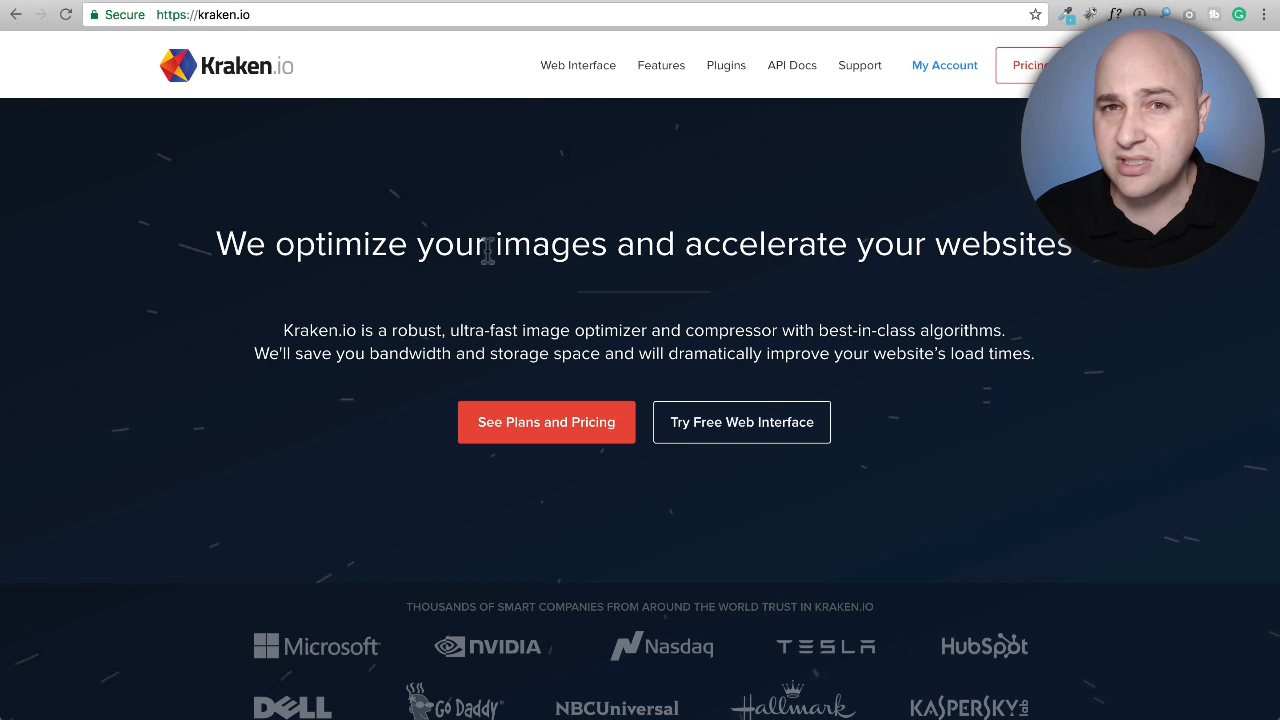 Secure https://kraken.io
Kraken.io
Web Interface Features Plugins API Docs Support My Account Pricing
We optimize your images and accelerate your websites
Kraken.io is a robust, ultra-fast image optimizer and compressor with best-in-class algorithms.
We'll save you bandwidth and storage space and will dramatically improve your website's load times.
See Plans and Pricing Try Free Web Interface
THOUSANDS OF SMART COMPANIES FROM AROUND THE WORLD TRUST IN KRAKEN.IO
Microsoft NVIDIA Nasdaq TESLA HubSpot
DELL Go Daddy NBCUniversal Hallmark KASPERSKY lab